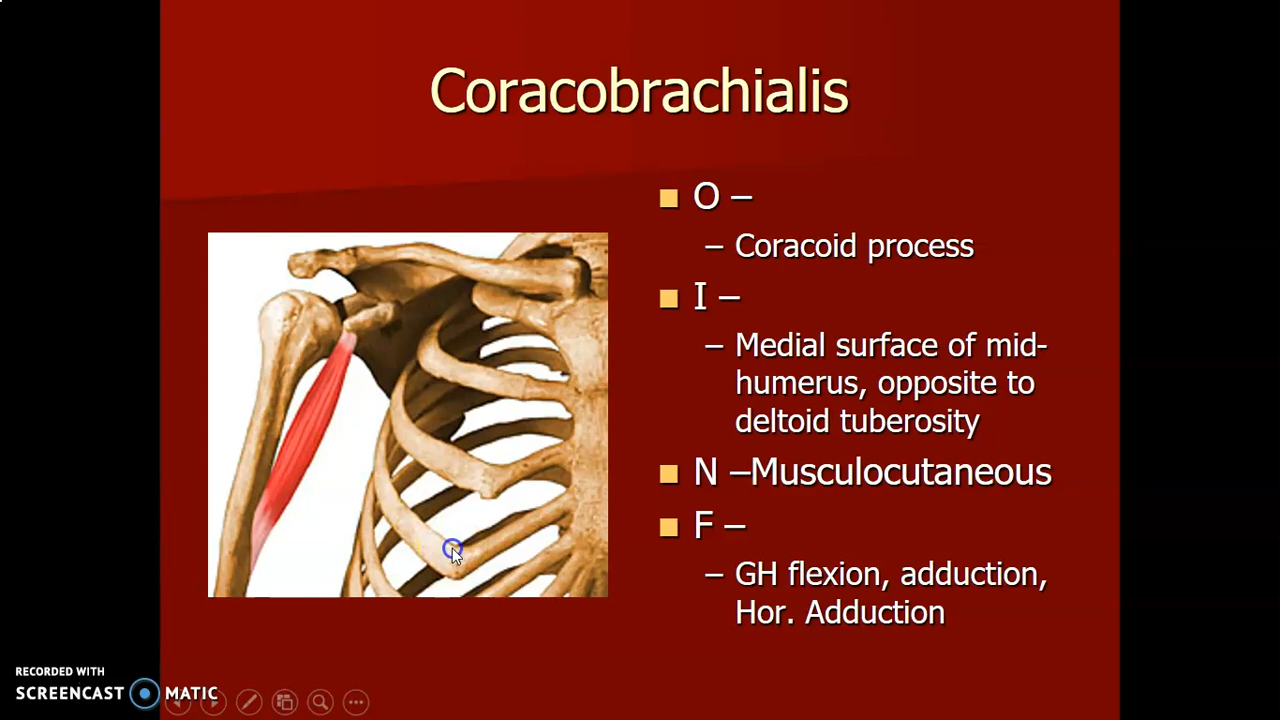 Coracobrachialis
O –
– Coracoid process
I –
– Medial surface of mid-
humerus, opposite to
deltoid tuberosity
N –Musculocutaneous
F –
– GH flexion, adduction,
Hor. Adduction
RECORDED WITH
SCREENCAST MATIC